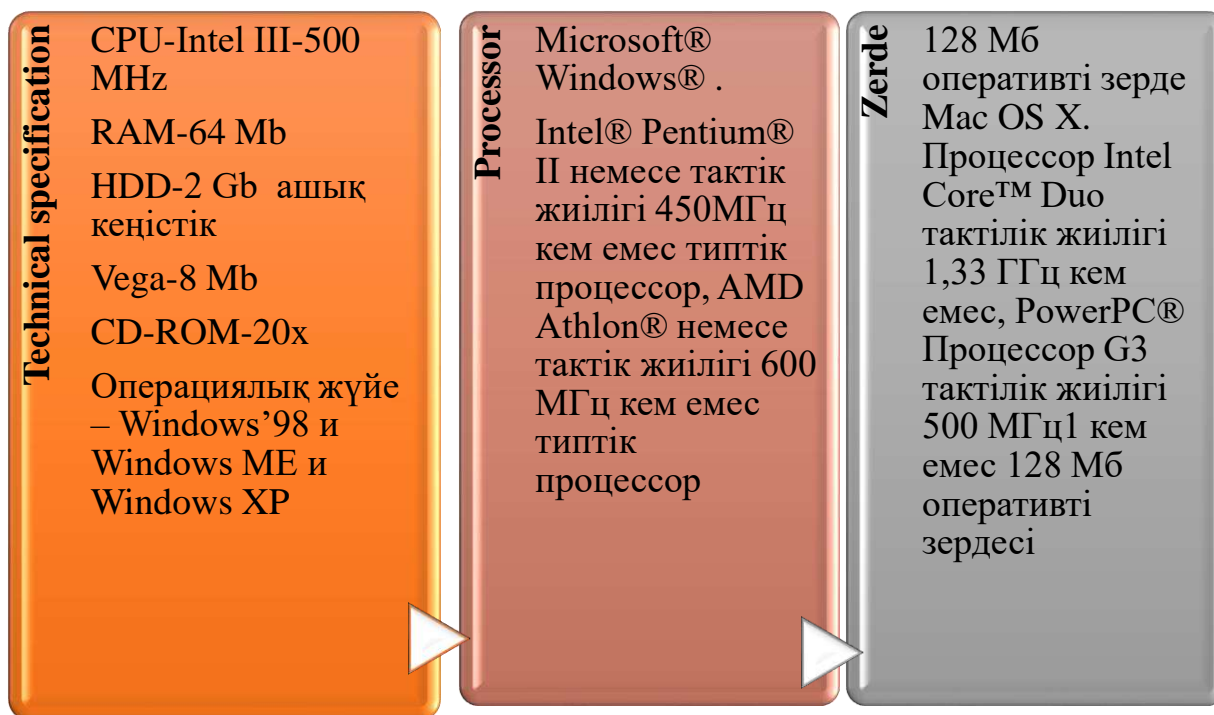 Technical specification
CPU-Intel III-500
MHz
RAM-64 Mb
HDD-2 Gb ашық
кеңістік
Vega-8 Mb
CD-ROM-20x
Операциялық жүйе
– Windows’98 и
Windows ME и
Windows XP
Processor
Microsoft®
Windows® .
Intel® Pentium®
II немесе тактік
жиілігі 450МГц
кем емес типтік
процессор, AMD
Athlon® немесе
тактік жиілігі 600
МГц кем емес
типтік
процессор
Zerde
128 Мб
оперативті зерде
Mac OS X.
Процессор Intel
Core™ Duo
тактілік жиілігі
1,33 ГГц кем
емес, PowerPC®
Процессор G3
тактілік жиілігі
500 МГц1 кем
емес 128 Мб
оперативті
зердесі